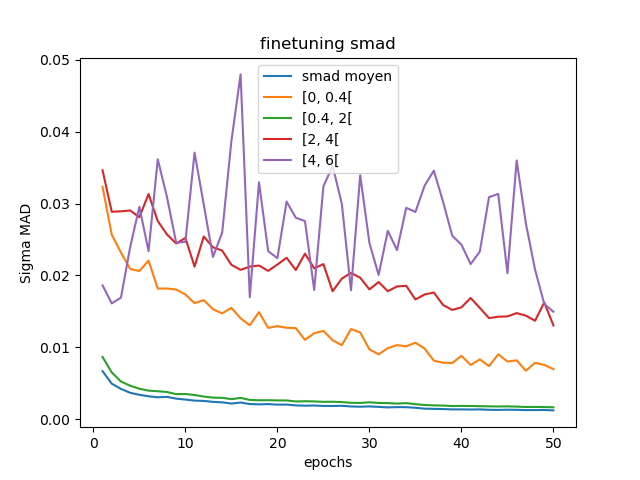 finetuning smad
smad moyen
[0, 0.4[
[0.4, 2[
[2, 4[
[4, 6[
Sigma MAD
0.05
0.04
0.03
0.02
0.01
0.00
0 10 20 30 40 50
epochs